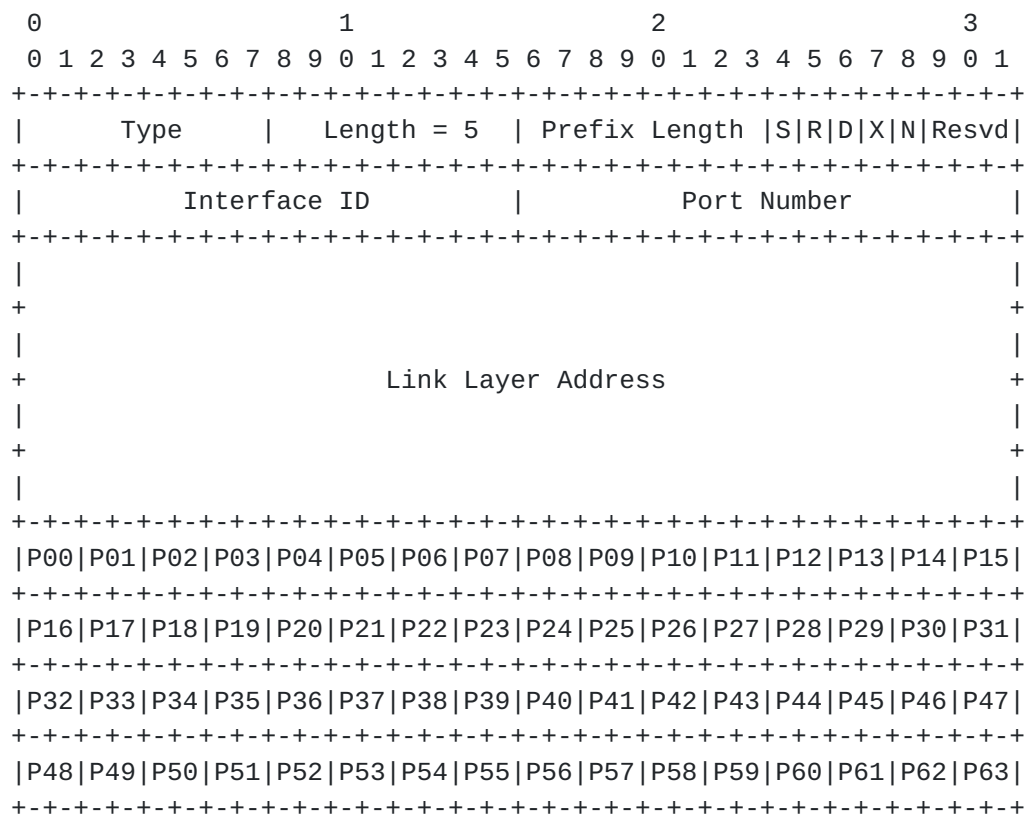 0                   1                   2                   3
 0 1 2 3 4 5 6 7 8 9 0 1 2 3 4 5 6 7 8 9 0 1 2 3 4 5 6 7 8 9 0 1
+-+-+-+-+-+-+-+-+-+-+-+-+-+-+-+-+-+-+-+-+-+-+-+-+-+-+-+-+-+-+-+-+
|      Type     |   Length = 5  | Prefix Length |S|R|D|X|N|Resvd|
+-+-+-+-+-+-+-+-+-+-+-+-+-+-+-+-+-+-+-+-+-+-+-+-+-+-+-+-+-+-+-+-+
|          Interface ID         |          Port Number          |
+-+-+-+-+-+-+-+-+-+-+-+-+-+-+-+-+-+-+-+-+-+-+-+-+-+-+-+-+-+-+-+-+
|                                                               |
+                                                               +
|                                                               |
+                       Link Layer Address                      +
|                                                               |
+                                                               +
|                                                               |
+-+-+-+-+-+-+-+-+-+-+-+-+-+-+-+-+-+-+-+-+-+-+-+-+-+-+-+-+-+-+-+-+
|P00|P01|P02|P03|P04|P05|P06|P07|P08|P09|P10|P11|P12|P13|P14|P15|
+-+-+-+-+-+-+-+-+-+-+-+-+-+-+-+-+-+-+-+-+-+-+-+-+-+-+-+-+-+-+-+-+
|P16|P17|P18|P19|P20|P21|P22|P23|P24|P25|P26|P27|P28|P29|P30|P31|
+-+-+-+-+-+-+-+-+-+-+-+-+-+-+-+-+-+-+-+-+-+-+-+-+-+-+-+-+-+-+-+-+
|P32|P33|P34|P35|P36|P37|P38|P39|P40|P41|P42|P43|P44|P45|P46|P47|
+-+-+-+-+-+-+-+-+-+-+-+-+-+-+-+-+-+-+-+-+-+-+-+-+-+-+-+-+-+-+-+-+
|P48|P49|P50|P51|P52|P53|P54|P55|P56|P57|P58|P59|P60|P61|P62|P63|
+-+-+-+-+-+-+-+-+-+-+-+-+-+-+-+-+-+-+-+-+-+-+-+-+-+-+-+-+-+-+-+-+